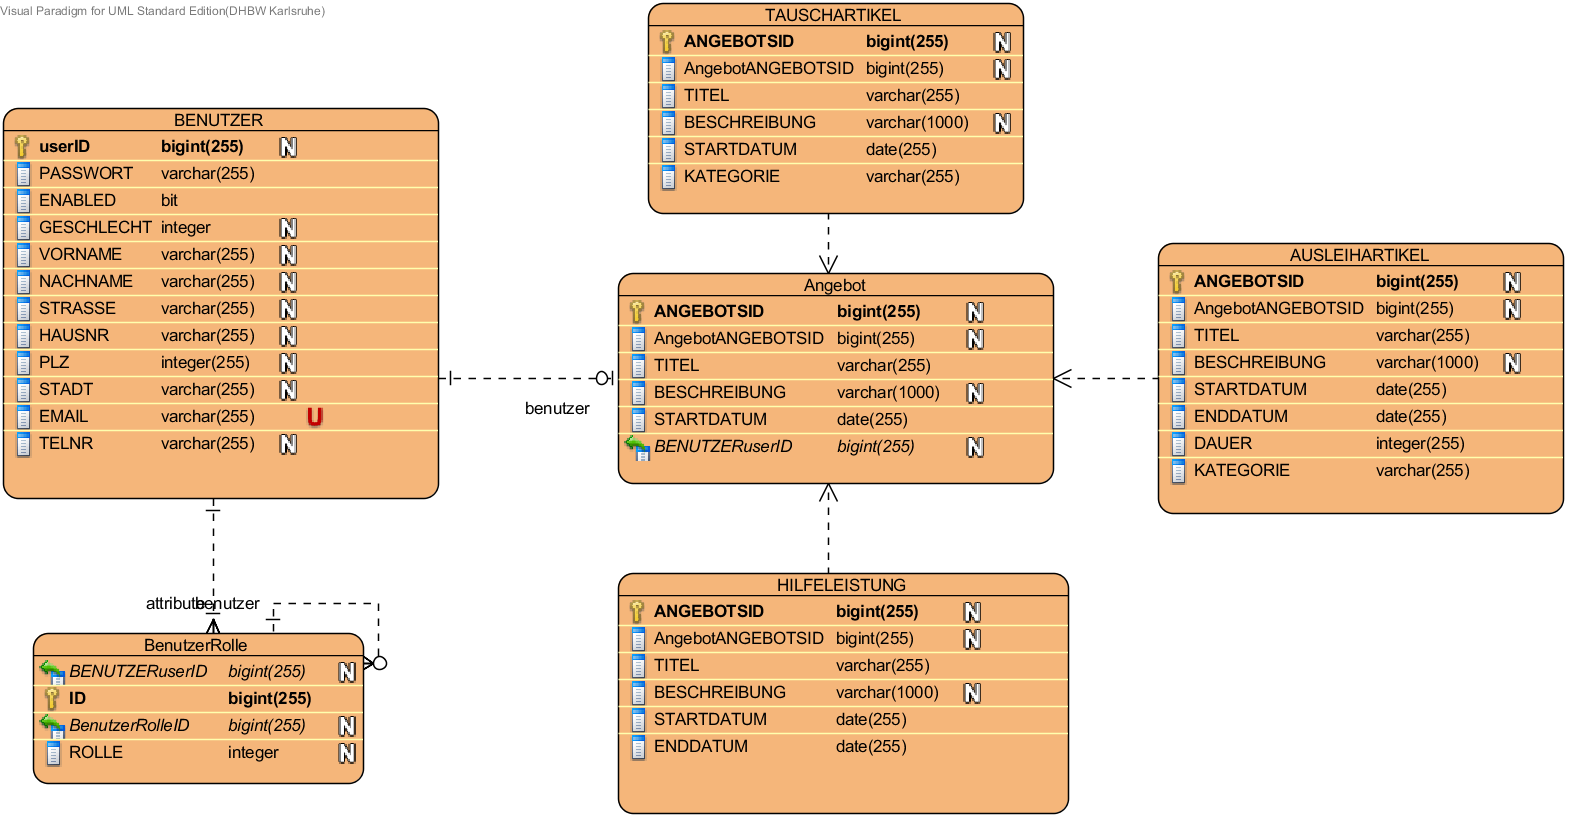 Visual Paradigm for UML Standard Edition(DHBW Karlsruhe)
TAUSCHARTIKEL
ANGEBOTSID bigint(255) N
AngebotANGEBOTSID bigint(255) N
TITEL varchar(255)
BESCHREIBUNG varchar(1000) N
STARTDATUM date(255)
KATEGORIE varchar(255)
BENUTZER
userID bigint(255) N
PASSWORT varchar(255)
ENABLED bit
GESCHLECHT integer N
VORNAME varchar(255) N
NACHNAME varchar(255) N
STRASSE varchar(255) N
HAUSNR varchar(255) N
PLZ integer(255) N
STADT varchar(255) N
EMAIL varchar(255) U
TELNR varchar(255) N
benutzer
Angebot
ANGEBOTSID bigint(255) N
AngebotANGEBOTSID bigint(255) N
TITEL varchar(255)
BESCHREIBUNG varchar(1000) N
STARTDATUM date(255)
BENUTZERuserID bigint(255) N
AUSLEIHARTIKEL
ANGEBOTSID bigint(255) N
AngebotANGEBOTSID bigint(255) N
TITEL varchar(255)
BESCHREIBUNG varchar(1000) N
STARTDATUM date(255)
ENDDATUM date(255)
DAUER integer(255)
KATEGORIE varchar(255)
attribute benutzer
BenutzerRolle
BENUTZERuserID bigint(255) N
ID bigint(255)
BenutzerRolleID bigint(255) N
ROLLE integer N
HILFELEISTUNG
ANGEBOTSID bigint(255) N
AngebotANGEBOTSID bigint(255) N
TITEL varchar(255)
BESCHREIBUNG varchar(1000) N
STARTDATUM date(255)
ENDDATUM date(255)